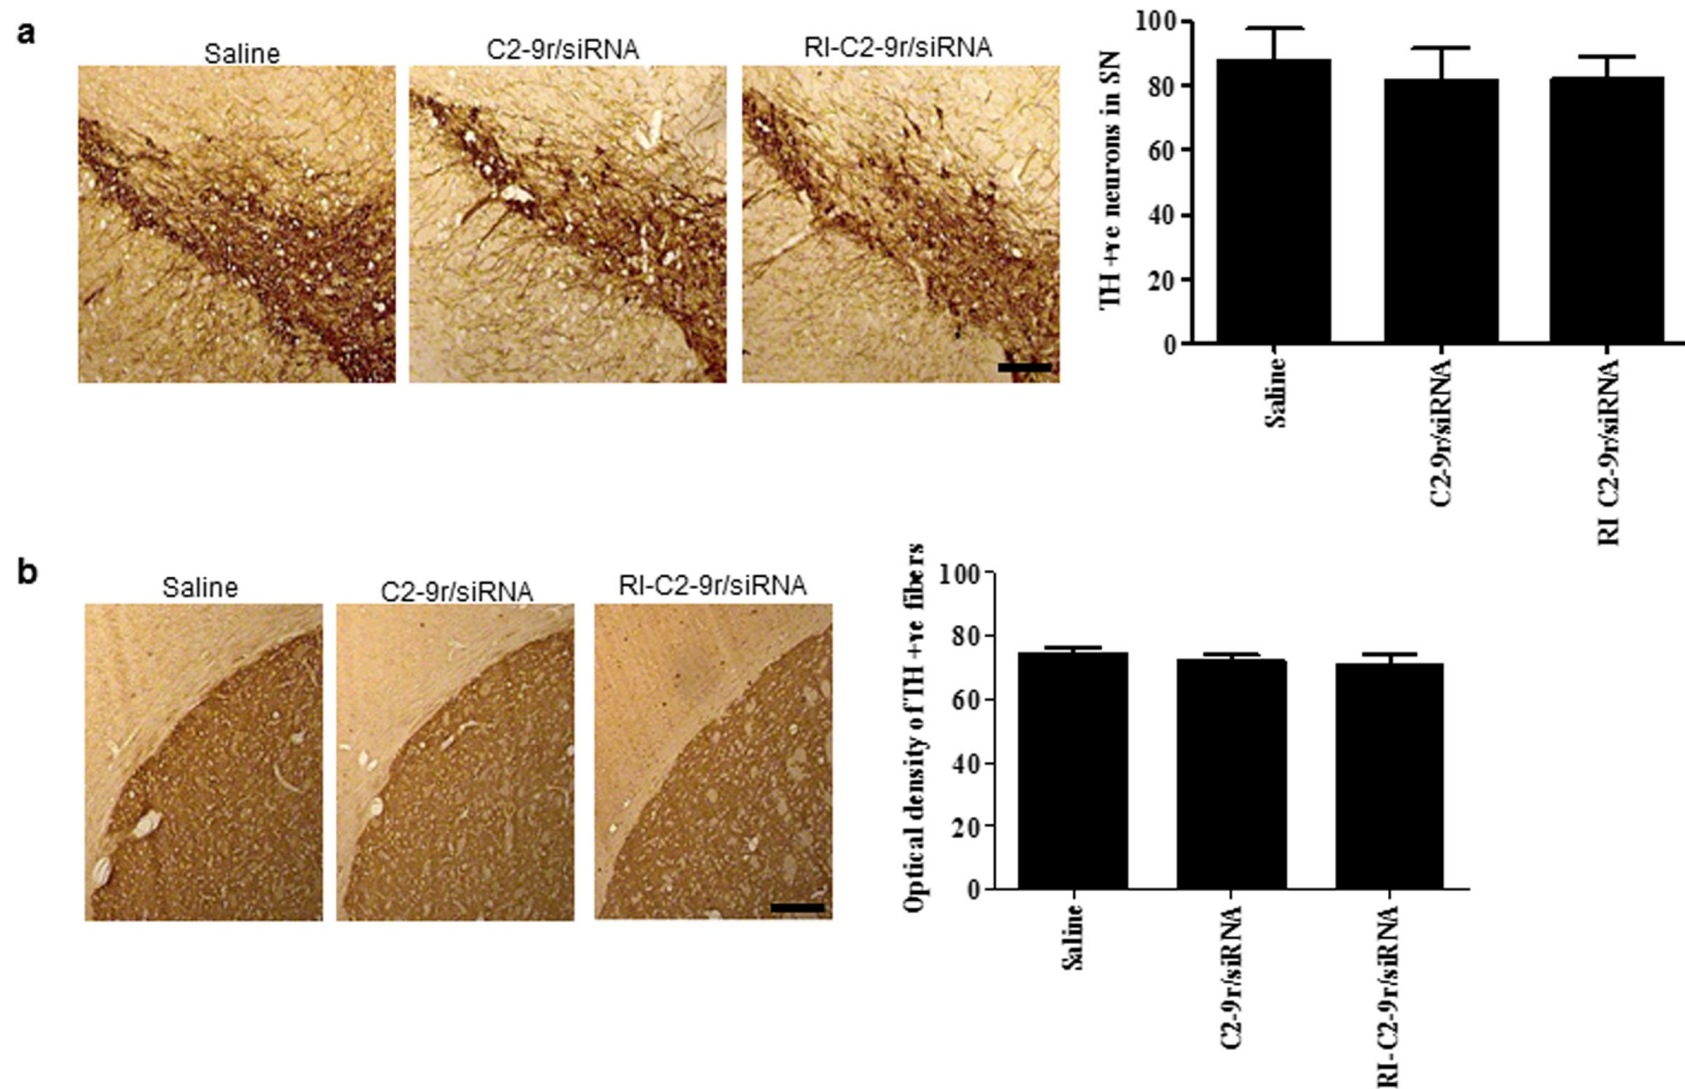 a
Saline
C2-9r/siRNA
RI-C2-9r/siRNA
TH +ve neurons in SN
100
80
60
40
20
0
Saline
C2-9r/siRNA
RI C2-9r/siRNA
b
Saline
C2-9r/siRNA
RI-C2-9r/siRNA
Optical density of TH +ve fibers
100
80
60
40
20
0
Saline
C2-9r/siRNA
RI-C2-9r/siRNA